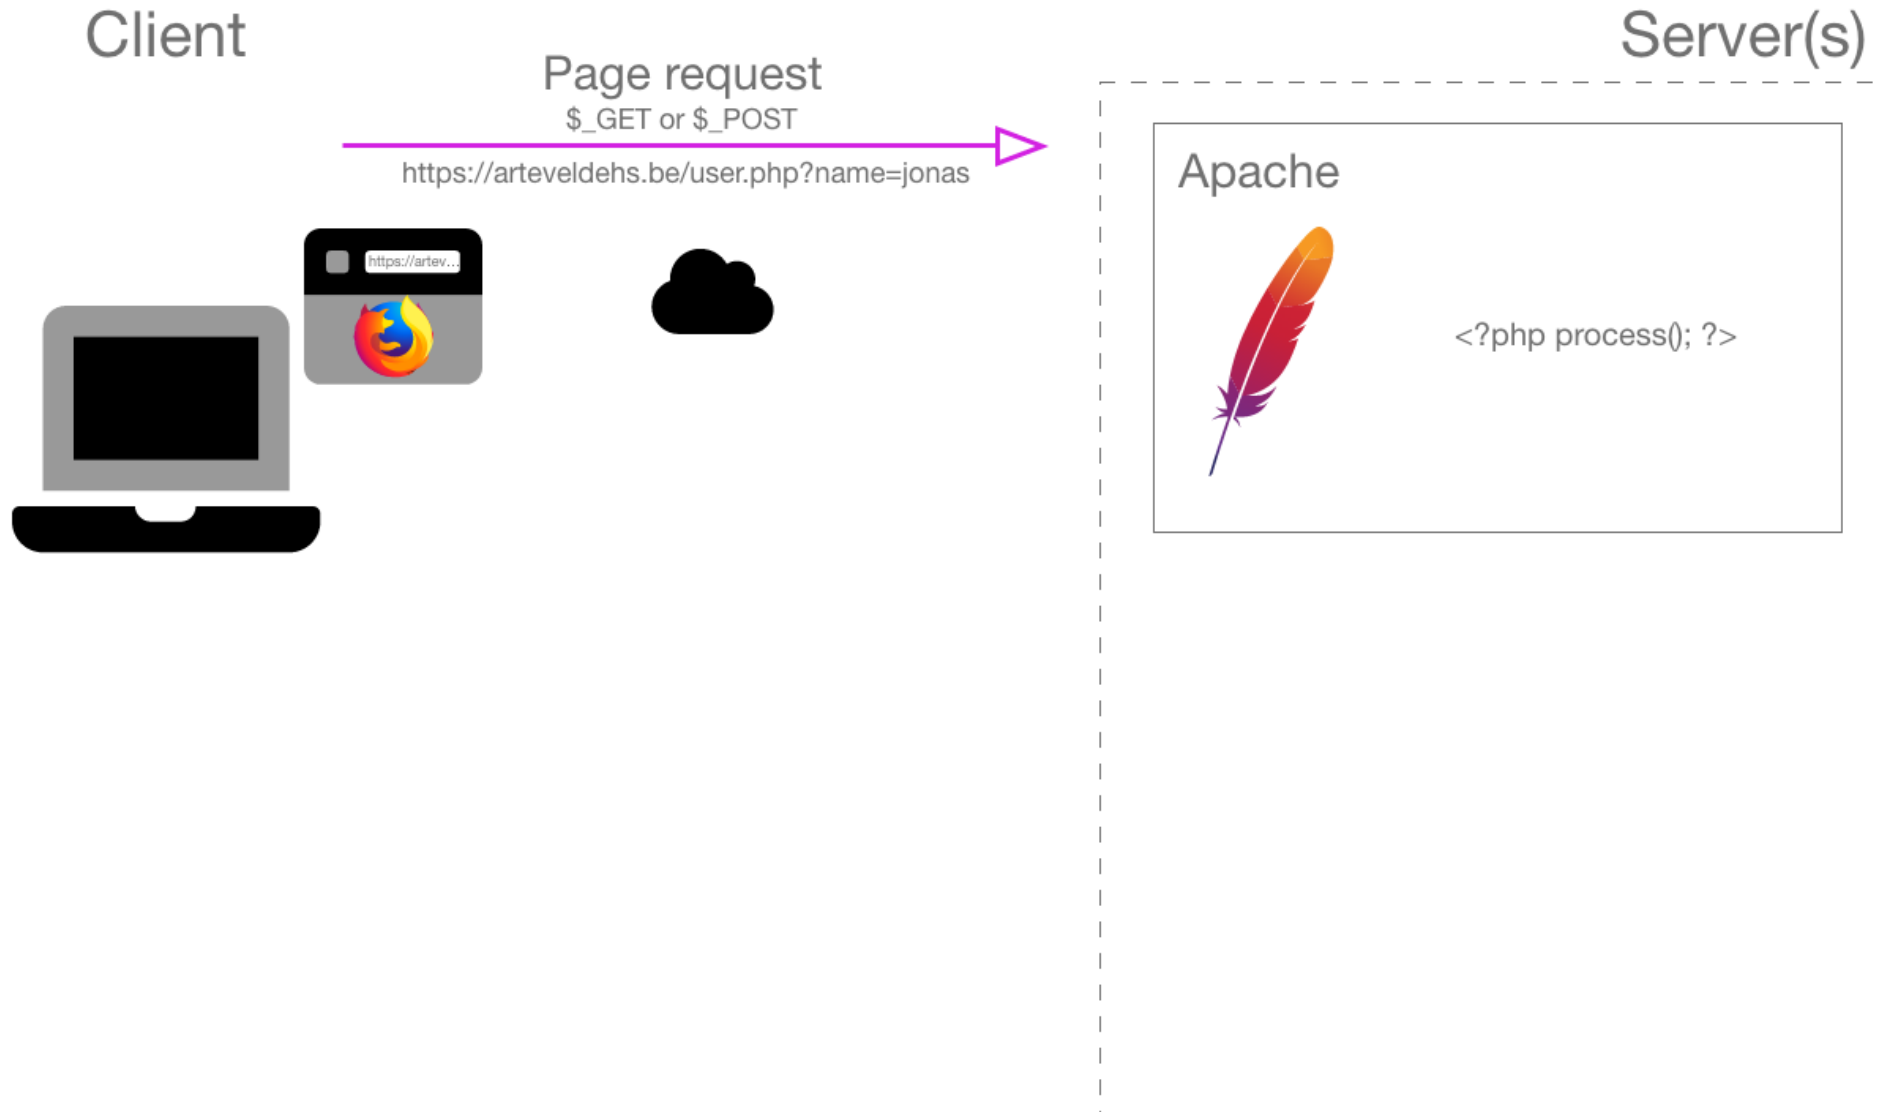 Client
Server(s)
Page request
$_GET or $_POST
https://arteveldehs.be/user.php?name=jonas
https://artev...
Apache
<?php process(); ?>